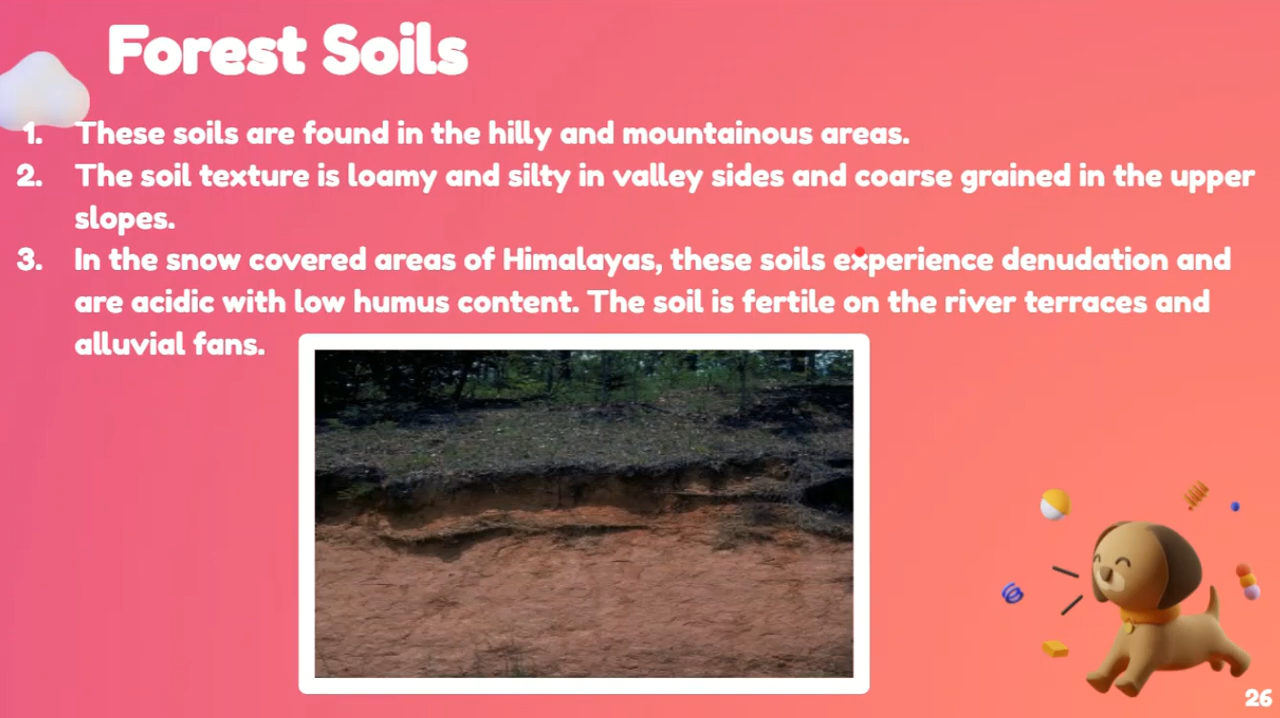 Forest Soils
1. These soils are found in the hilly and mountainous areas.
2. The soil texture is loamy and silty in valley sides and coarse grained in the upper
slopes.
3. In the snow covered areas of Himalayas, these soils experience denudation and
are acidic with low humus content. The soil is fertile on the river terraces and
alluvial fans.
26